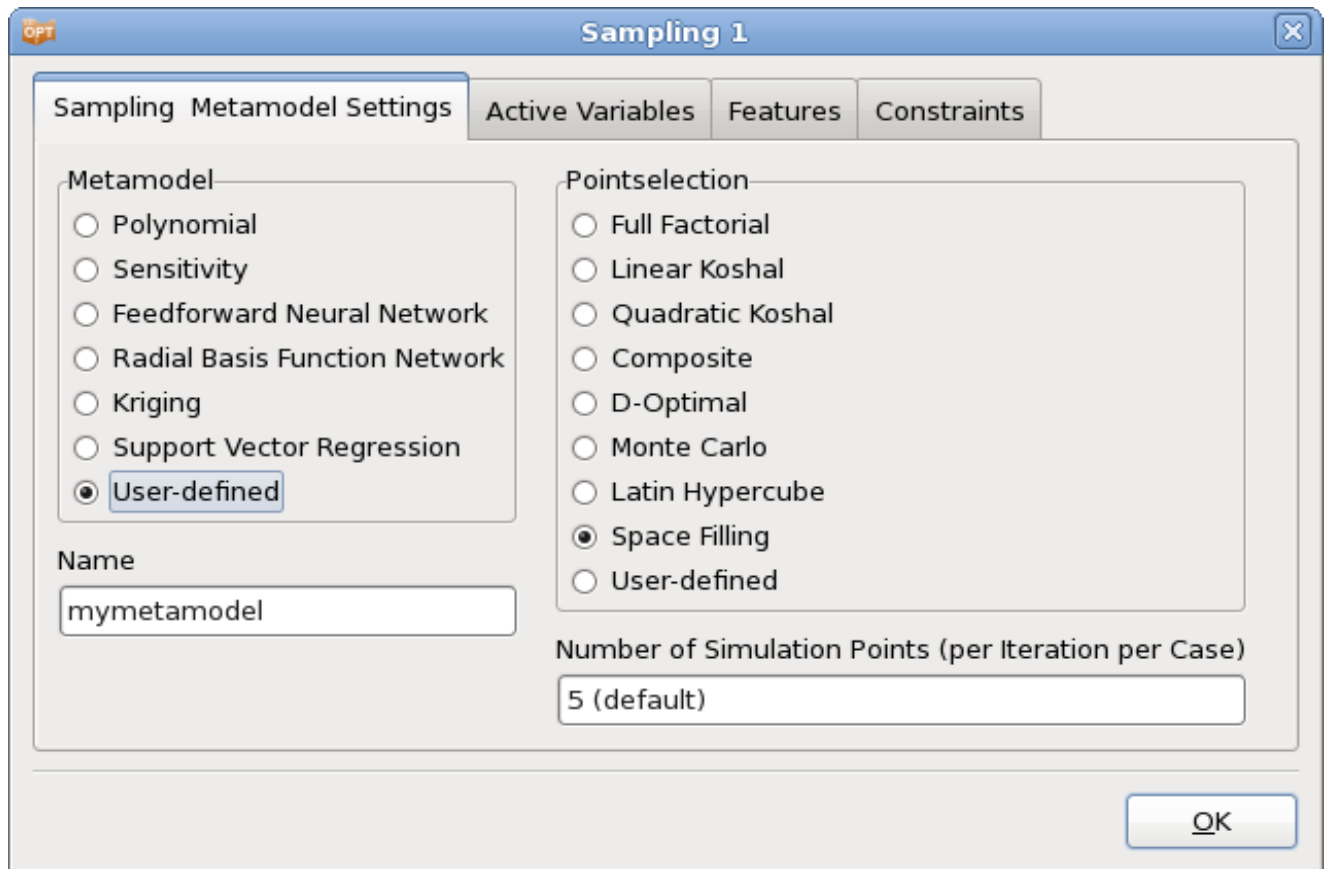 OPT
Sampling 1
Sampling Metamodel Settings
Active Variables
Features
Constraints
Metamodel
Polynomial
Sensitivity
Feedforward Neural Network
Radial Basis Function Network
Kriging
Support Vector Regression
User-defined
Name
mymetamodel
Pointselection
Full Factorial
Linear Koshal
Quadratic Koshal
Composite
D-Optimal
Monte Carlo
Latin Hypercube
Space Filling
User-defined
Number of Simulation Points (per Iteration per Case)
5 (default)
OK